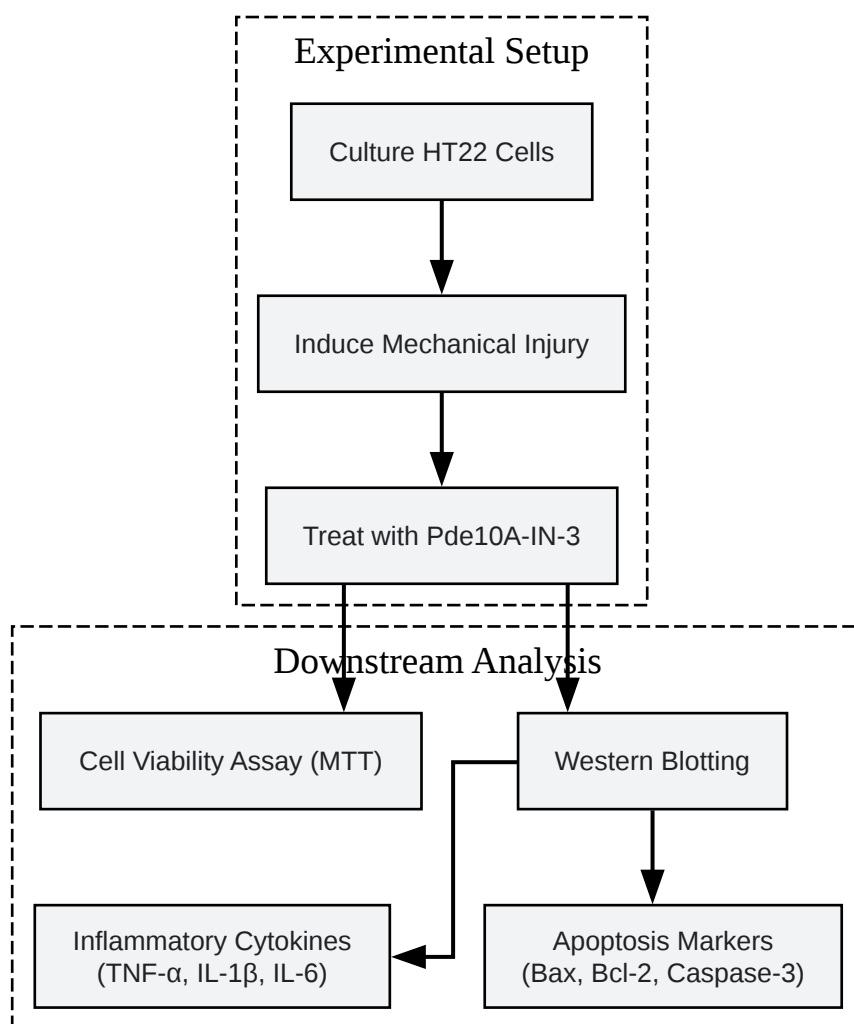 Experimental Setup
Culture HT22 Cells
Induce Mechanical Injury
Treat with Pde10A-IN-3
Downstream Analysis
Cell Viability Assay (MTT)
Western Blotting
Inflammatory Cytokines
(TNF-α, IL-1β, IL-6)
Apoptosis Markers
(Bax, Bcl-2, Caspase-3)